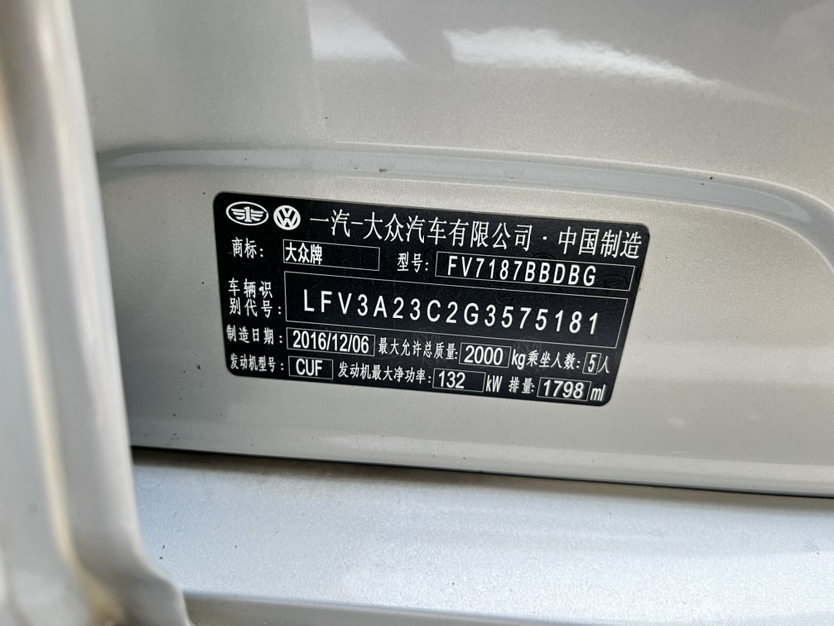 一汽-大众汽车有限公司·中国制造
商标: 大众牌 型号: FV7187BBDBG
车辆识别代号: LFV3A23C2G3575181
制造日期: 2016/12/06 最大允许总质量: 2000 kg 乘坐人数: 5 人
发动机型号: CUF 发动机最大净功率: 132 kW 排量: 1798 ml